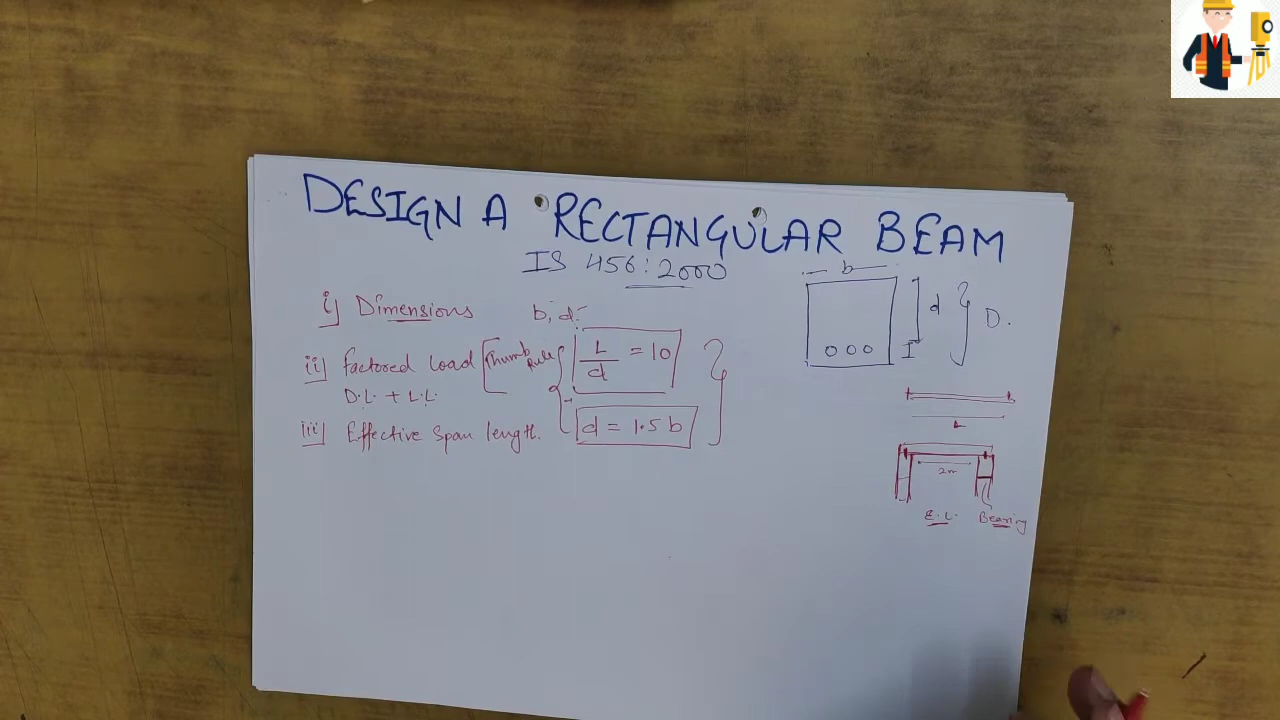 DESIGN A RECTANGULAR BEAM
IS 456:2000
i] Dimensions b, d.
ii] Factored Load
D.L. + L.L.
Thumb Rule
L/d = 10
d = 1.5 b
iii] Effective Span length.
b
d
D.
L
2m
E.L. Bearing